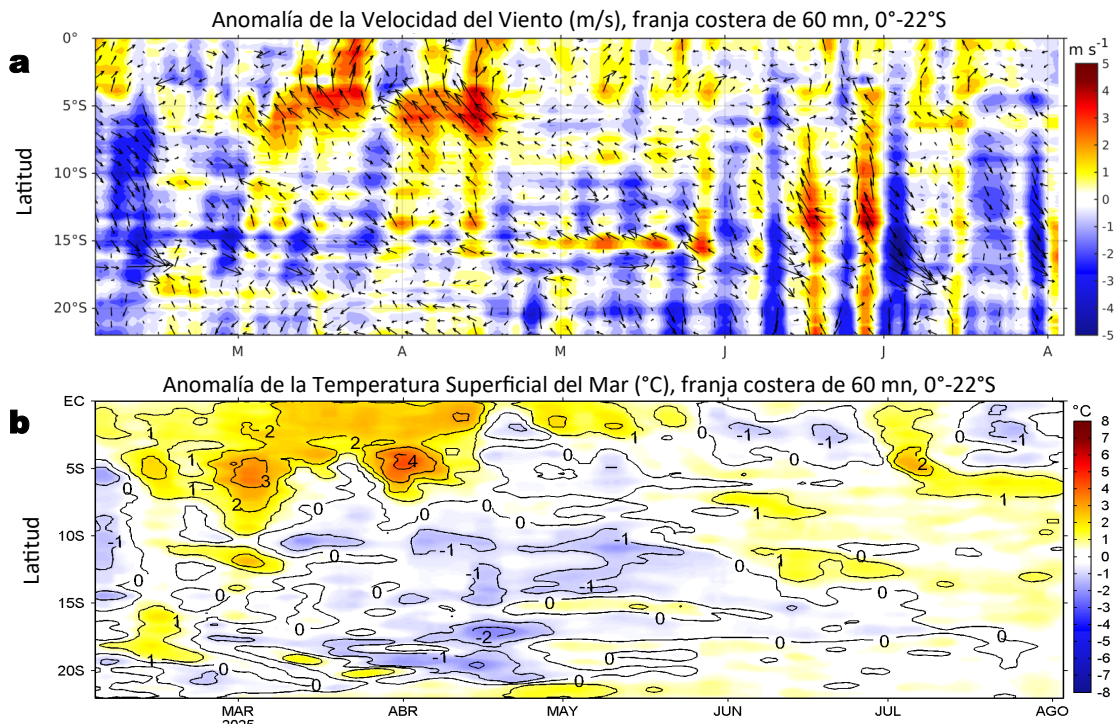 Anomalía de la Velocidad del Viento (m/s), franja costera de 60 mn, 0°-22°S
a
Latitud
0°
5°S
10°S
15°S
20°S
M
A
M
J
J
A
m s⁻¹
5
4
3
2
1
0
-1
-2
-3
-4
-5
Anomalía de la Temperatura Superficial del Mar (°C), franja costera de 60 mn, 0°-22°S
b
Latitud
EC
5S
10S
15S
20S
MAR
ABR
MAY
JUN
JUL
AGO
2025
°C
8
7
6
5
4
3
2
1
0
-1
-2
-3
-4
-5
-6
-7
-8